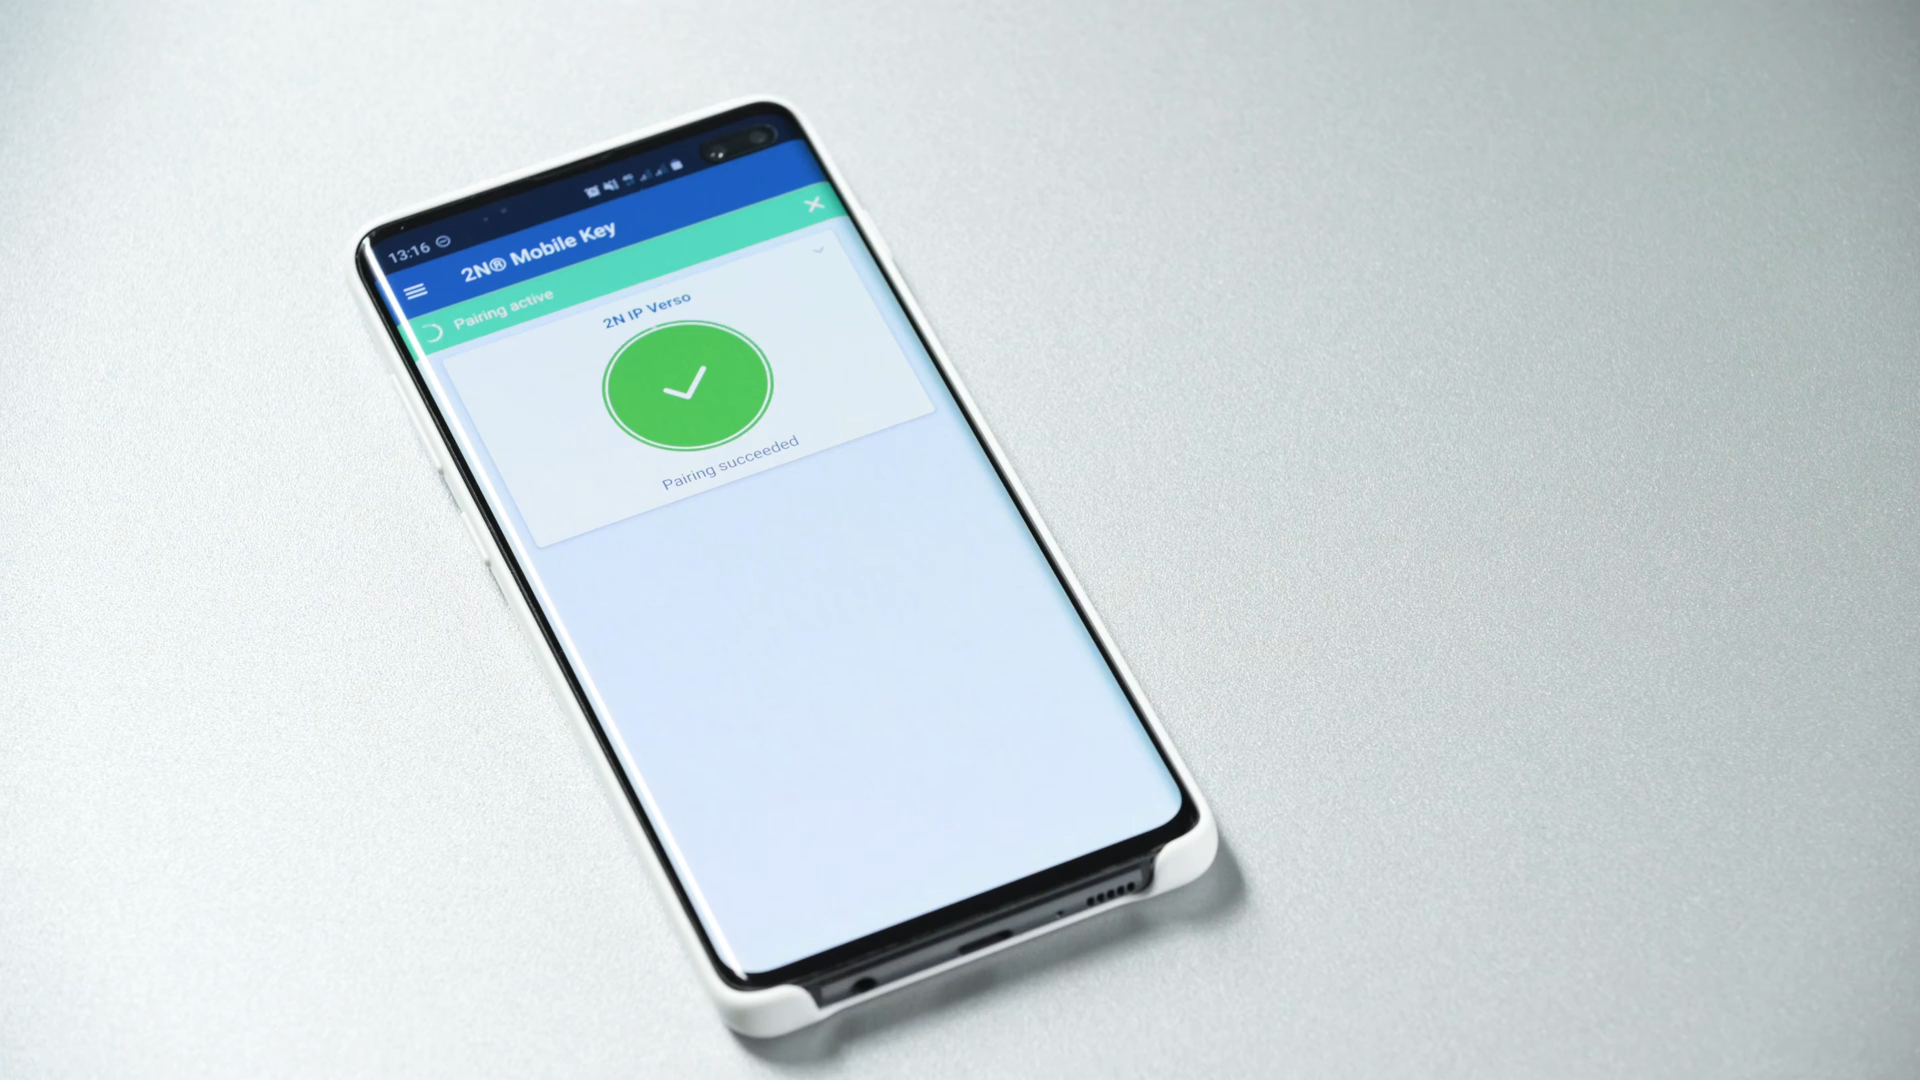 13:16
2N® Mobile Key
Pairing active
2N IP Verso
Pairing succeeded